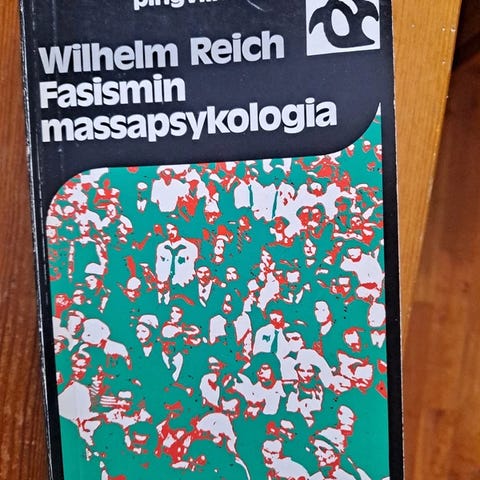 Wilhelm Reich
Fasismin
massapsykologia